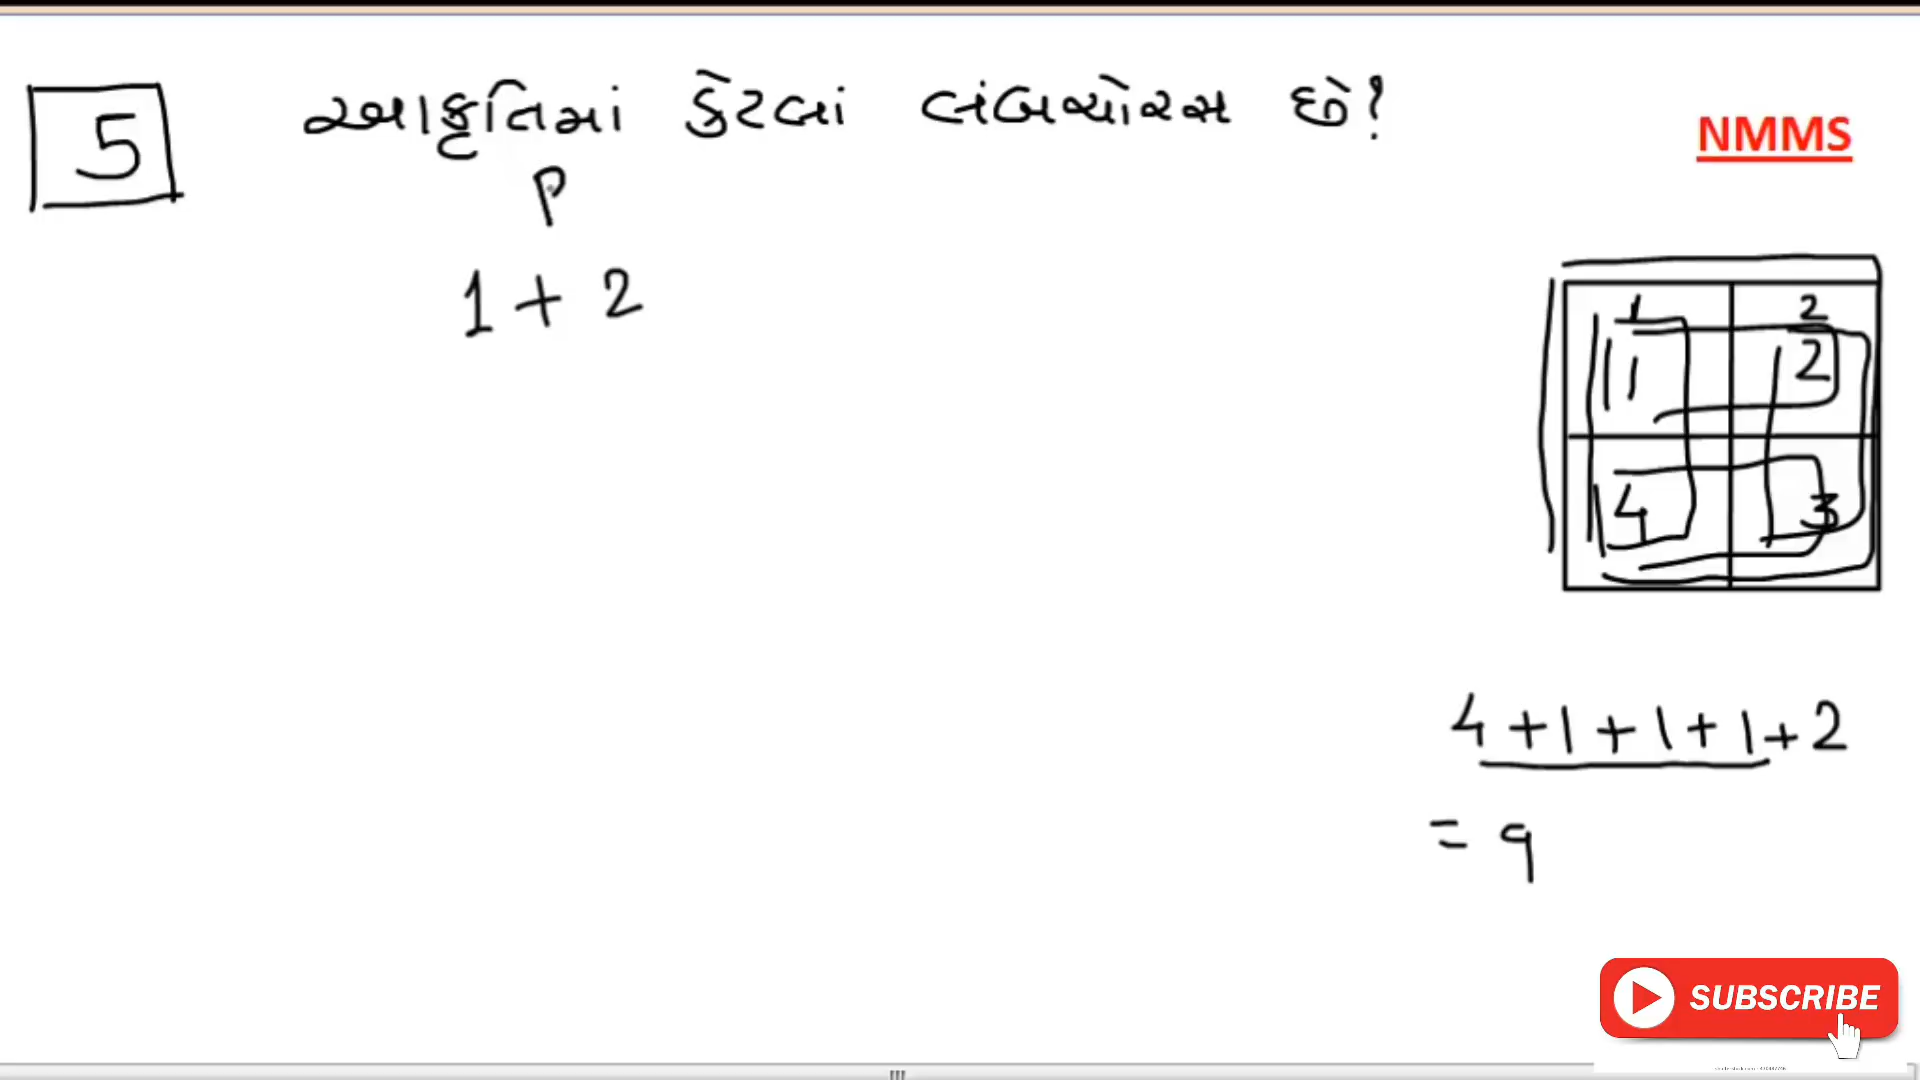 5
આકૃતિમાં કેટલાં લંબચોરસ છે?
NMMS
P
1 + 2
1 2
1 2
4 3
4 + 1 + 1 + 1 + 2
= 9
SUBSCRIBE